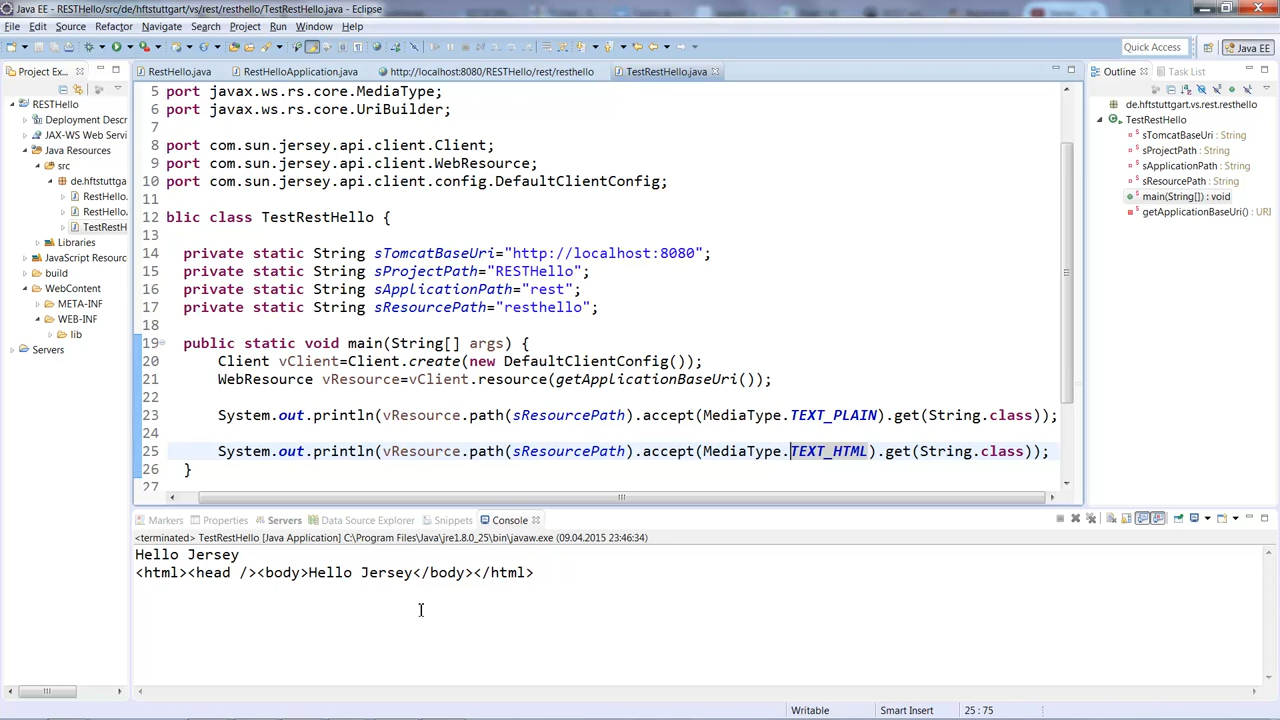 Java EE - RESTHello/src/de/hftstuttgart/vs/rest/resthello/TestRestHello.java - Eclipse
File Edit Source Refactor Navigate Search Project Run Window Help
Quick Access
Java EE
Project Ex...
RESTHello
Deployment Descr
JAX-WS Web Servi
Java Resources
src
de.hftstuttga
RestHello.
RestHello.
TestRestH
Libraries
JavaScript Resourc
build
WebContent
META-INF
WEB-INF
lib
Servers
RestHello.java
RestHelloApplication.java
http://localhost:8080/RESTHello/rest/resthello
TestRestHello.java
5 port javax.ws.rs.core.MediaType;
6 port javax.ws.rs.core.UriBuilder;
7
8 port com.sun.jersey.api.client.Client;
9 port com.sun.jersey.api.client.WebResource;
10 port com.sun.jersey.api.client.config.DefaultClientConfig;
11
12 blic class TestRestHello {
13
14 private static String sTomcatBaseUri="http://localhost:8080";
15 private static String sProjectPath="RESTHello";
16 private static String sApplicationPath="rest";
17 private static String sResourcePath="resthello";
18
19 public static void main(String[] args) {
20 Client vClient=Client.create(new DefaultClientConfig());
21 WebResource vResource=vClient.resource(getApplicationBaseUri());
22
23 System.out.println(vResource.path(sResourcePath).accept(MediaType.TEXT_PLAIN).get(String.class));
24
25 System.out.println(vResource.path(sResourcePath).accept(MediaType.TEXT_HTML).get(String.class));
26 }
27
Outline
Task List
de.hftstuttgart.vs.rest.resthello
TestRestHello
sTomcatBaseUri : String
sProjectPath : String
sApplicationPath : String
sResourcePath : String
main(String[]) : void
getApplicationBaseUri() : URI
Markers Properties Servers Data Source Explorer Snippets Console
<terminated> TestRestHello [Java Application] C:\Program Files\Java\jre1.8.0_25\bin\javaw.exe (09.04.2015 23:46:34)
Hello Jersey
<html><head /><body>Hello Jersey</body></html>
Writable
Smart Insert
25 : 75